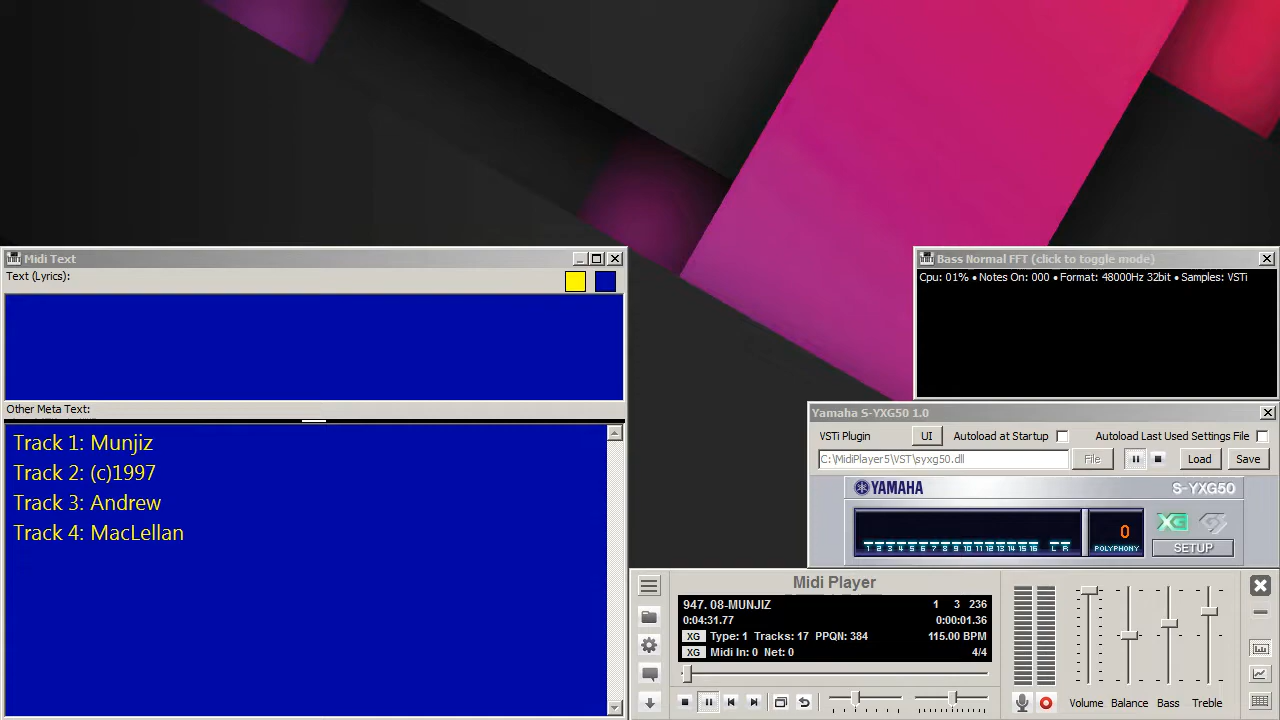 Midi Text
Text (Lyrics):
Other Meta Text:
Track 1: Munjiz
Track 2: (c)1997
Track 3: Andrew
Track 4: MacLellan
Bass Normal FFT (click to toggle mode)
Cpu: 01% • Notes On: 000 • Format: 48000Hz 32bit • Samples: VSTi
Yamaha S-YXG50 1.0
VSTi Plugin UI Autoload at Startup Autoload Last Used Settings File
C:\MidiPlayer5\VST\syxg50.dll File Load Save
YAMAHA S-YXG50
0 XG
1 2 3 4 5 6 7 8 9 10 11 12 13 14 15 16 L R POLYPHONY SETUP
Midi Player
947. 08-MUNJIZ 1 3 236
0:04:31.77 0:00:01.36
XG Type: 1 Tracks: 17 PPQN: 384 115.00 BPM
XG Midi In: 0 Net: 0 4/4
Volume Balance Bass Treble